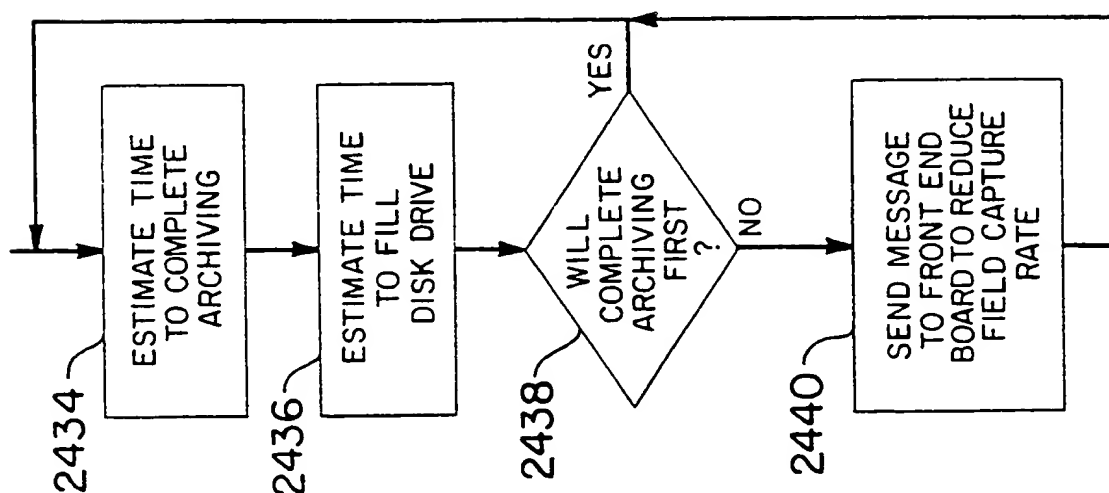 2434
ESTIMATE TIME
TO COMPLETE
ARCHIVING
2436
ESTIMATE TIME
TO FILL
DISK DRIVE
2438
WILL
COMPLETE
ARCHIVING
FIRST
?
YES
NO
2440
SEND MESSAGE
TO FRONT END
BOARD TO REDUCE
FIELD CAPTURE
RATE